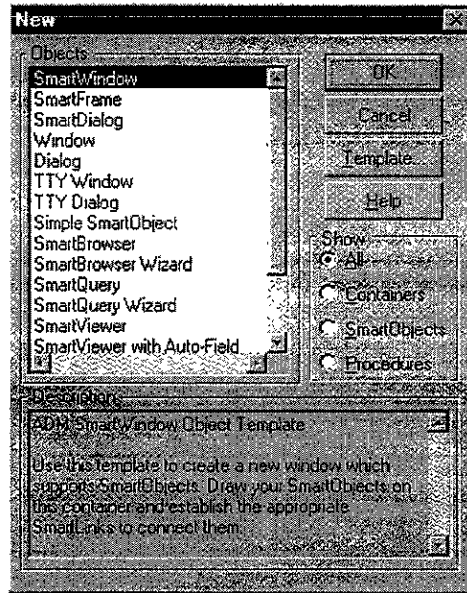 New
Objects
SmartWindow
SmartFrame
SmartDialog
Window
Dialog
TTY Window
TTY Dialog
Simple SmartObject
SmartBrowser
SmartBrowser Wizard
SmartQuery
SmartQuery Wizard
SmartViewer
SmartViewer with Auto-Field
OK
Cancel
Template...
Help
Show
All
Containers
SmartObjects
Procedures
Description
ADM SmartWindow Object Template
Use this template to create a new window which
supports SmartObjects. Draw your SmartObjects on
this container and establish the appropriate
SmartLinks to connect them.